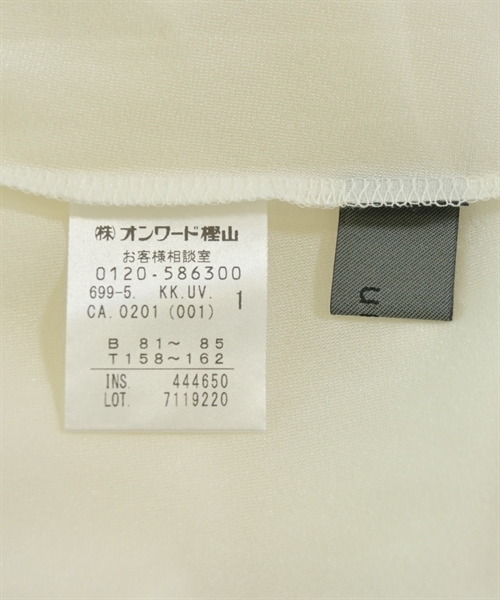 ㈱オンワード樫山
お客様相談室
0120-586300
699-5. KK.UV. 1
CA.0201(001)
B 81～ 85
T158～162
INS. 444650
LOT. 7119220